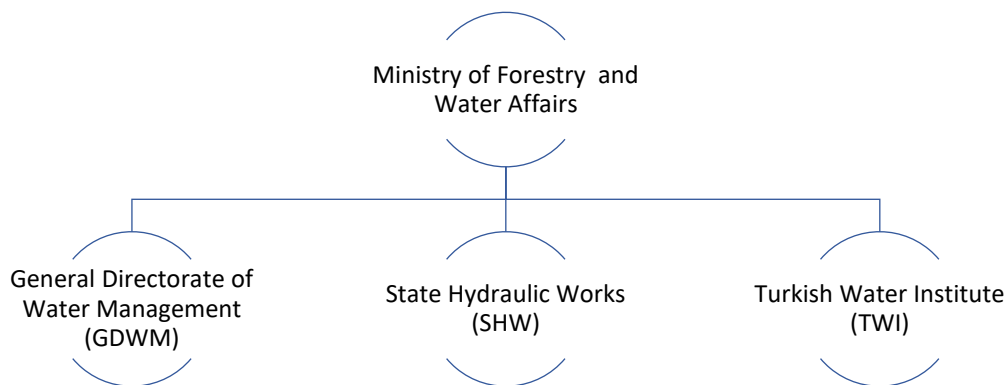 Ministry of Forestry and
Water Affairs
General Directorate of
Water Management
(GDWM)
State Hydraulic Works
(SHW)
Turkish Water Institute
(TWI)